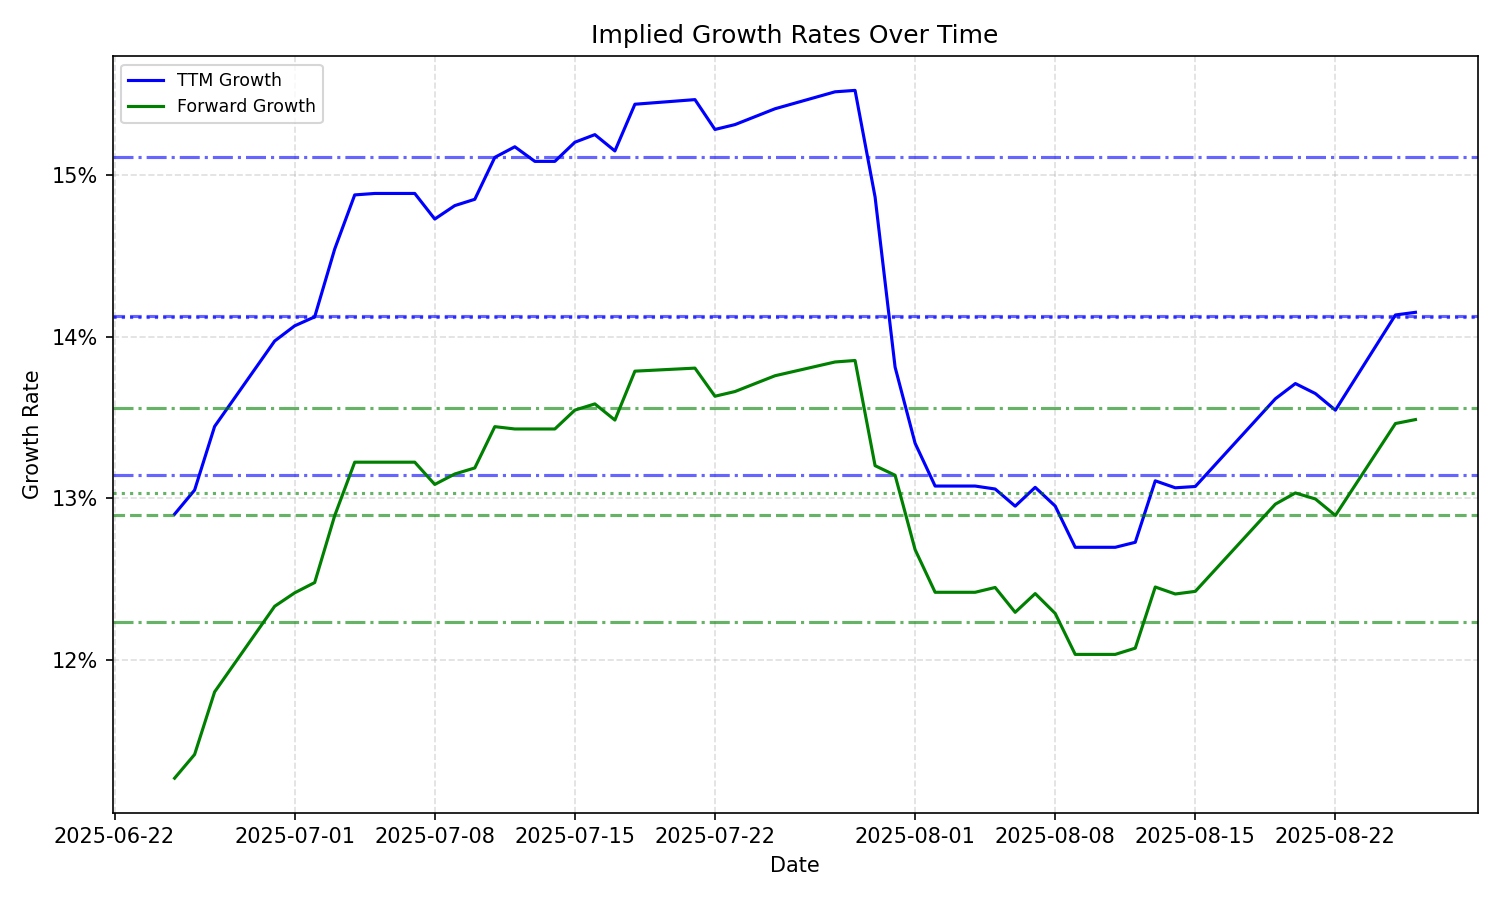 Implied Growth Rates Over Time
TTM Growth
Forward Growth
15%
14%
13%
12%
Growth Rate
2025-06-22
2025-07-01
2025-07-08
2025-07-15
2025-07-22
2025-08-01
2025-08-08
2025-08-15
2025-08-22
Date